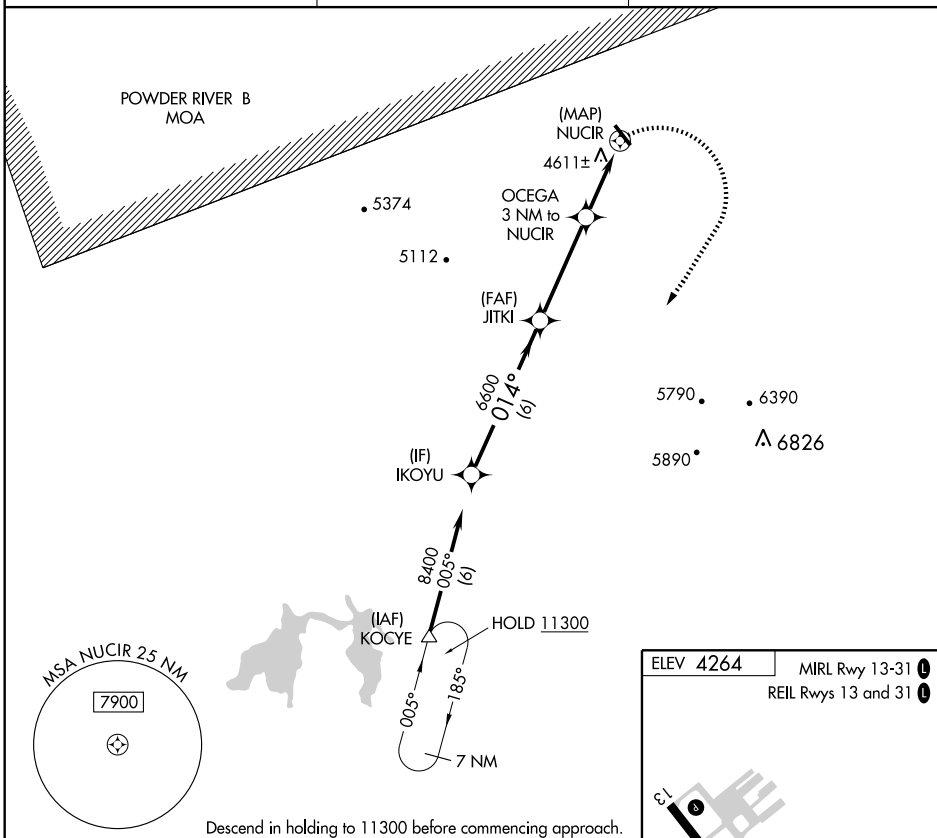 POWDER RIVER B
MOA
(MAP)
NUCIR
4611±
OCEGA
3 NM to
NUCIR
5374
5112
(FAF)
JITKI
6600
014°
(6)
5790
6390
6826
5890
(IF)
IKOYU
8400
005°
(6)
(IAF)
KOCYE
HOLD 11300
005°
185°
7 NM
MSA NUCIR 25 NM
7900
Descend in holding to 11300 before commencing approach.
ELEV 4264
MIRL Rwy 13-31 L
REIL Rwys 13 and 31 L
13
P